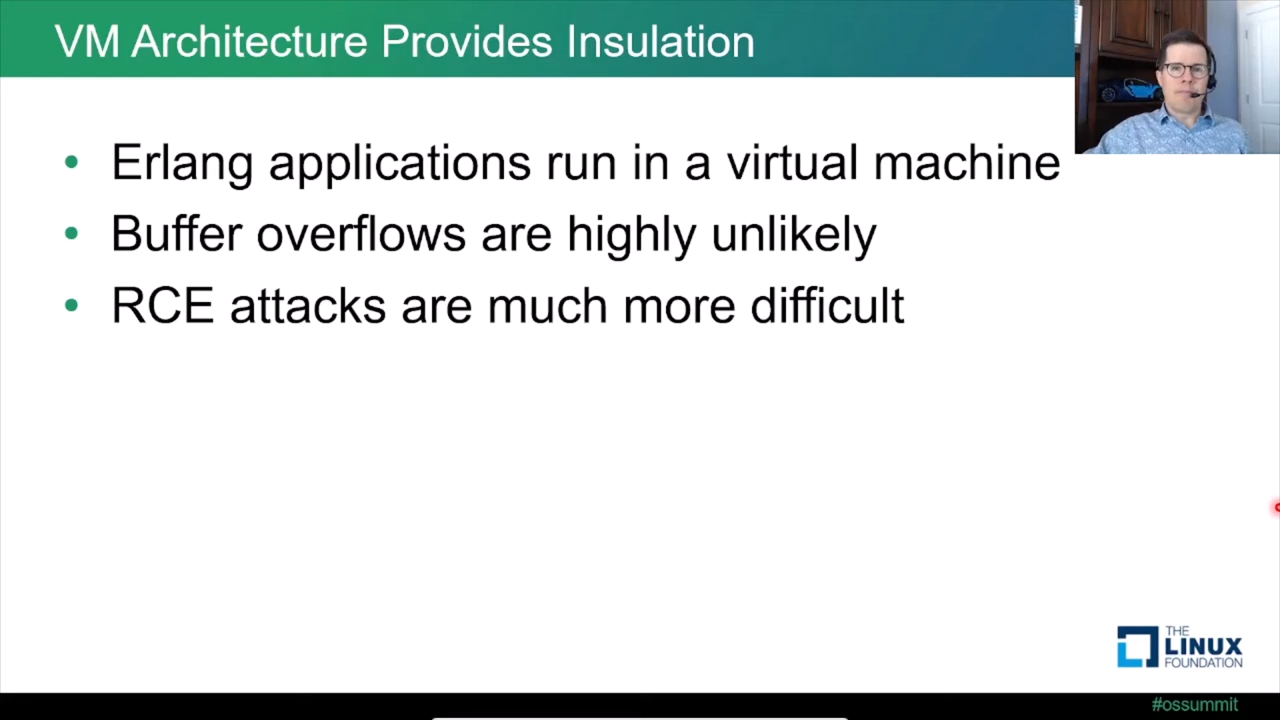 VM Architecture Provides Insulation
• Erlang applications run in a virtual machine
• Buffer overflows are highly unlikely
• RCE attacks are much more difficult
THE
LINUX
FOUNDATION
#ossummit